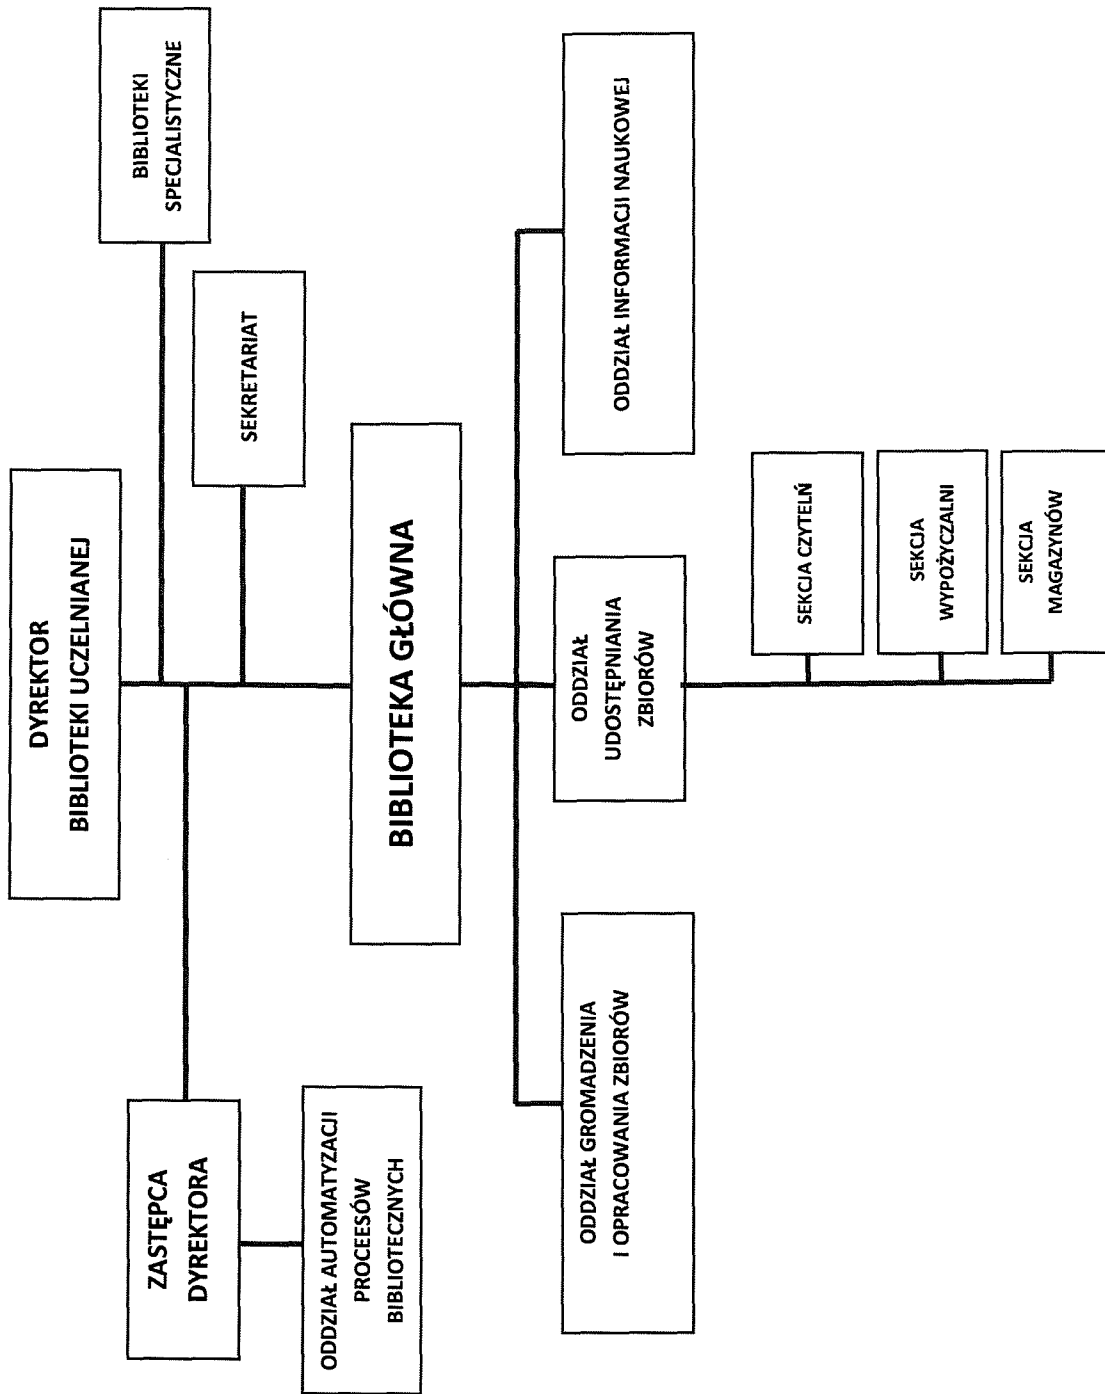 DYREKTOR
BIBLIOTEKI UCZELNIANEJ
BIBLIOTEKI
SPECJALISTYCZNE
ZASTĘPCA
DYREKTORA
SEKRETARIAT
ODDZIAŁ AUTOMATYZACJI
PROCEESÓW
BIBLIOTECZNYCH
BIBLIOTEKA GŁÓWNA
ODDZIAŁ GROMADZENIA
I OPRACOWANIA ZBIORÓW
ODDZIAŁ
UDOSTĘPNIANIA
ZBIORÓW
ODDZIAŁ INFORMACJI NAUKOWEJ
SEKCJA CZYTELŃ
SEKCJA
WYPOŻYCZALNI
SEKCJA
MAGAZYNÓW